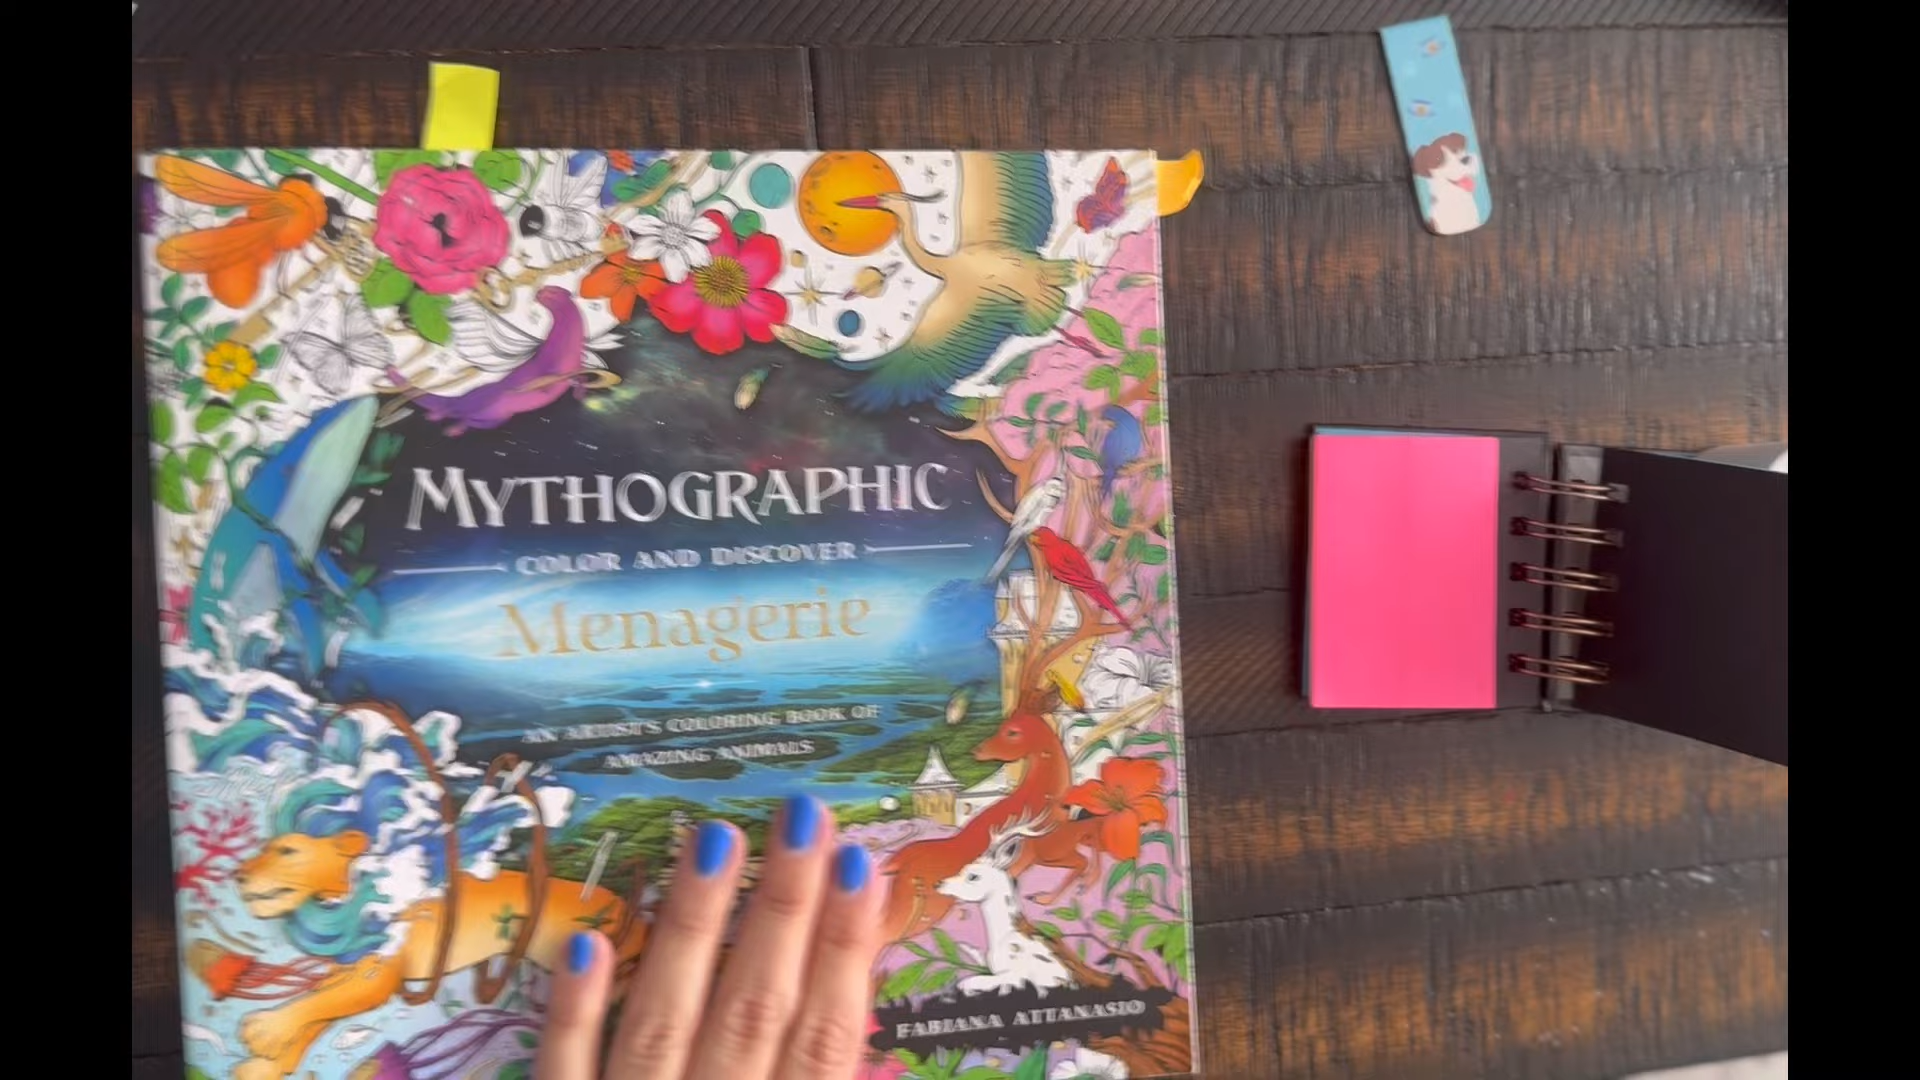 MYTHOGRAPHIC
COLOR AND DISCOVER
Menagerie
AN ARTIST'S COLORING BOOK OF
AMAZING ANIMALS
FABIANA ATTANASIO